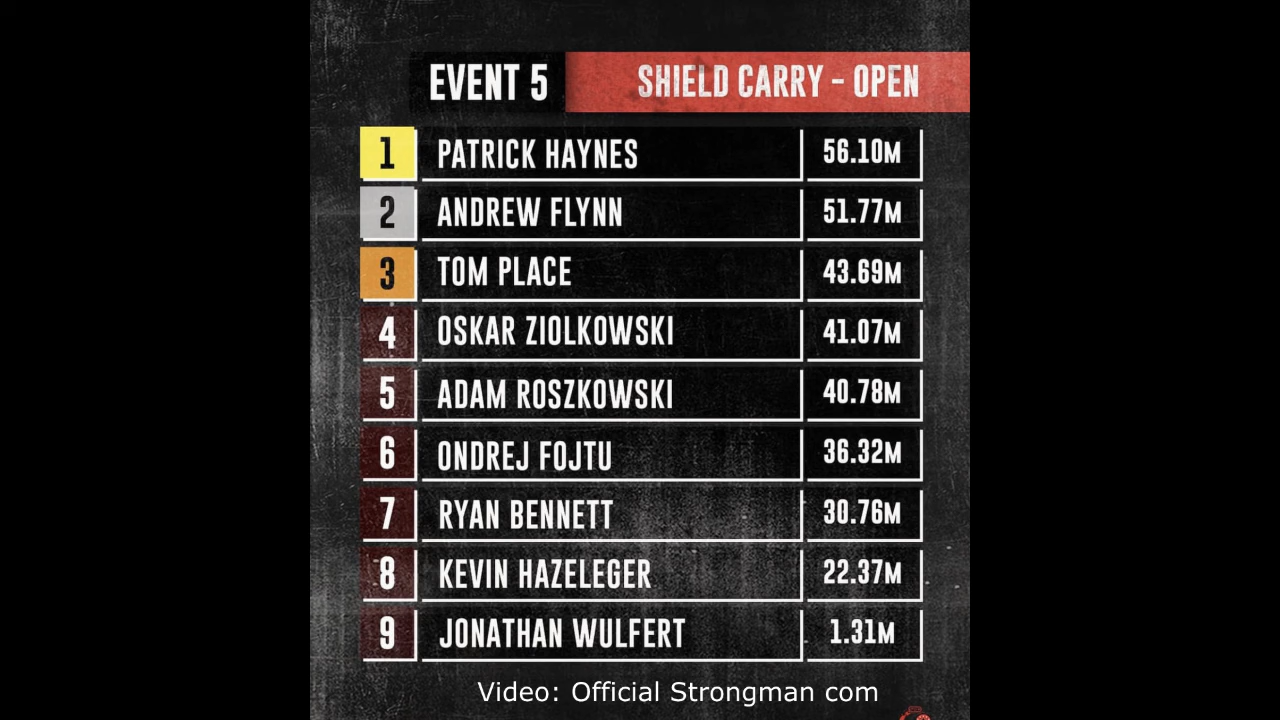 EVENT 5 SHIELD CARRY - OPEN
1 PATRICK HAYNES 56.10M
2 ANDREW FLYNN 51.77M
3 TOM PLACE 43.69M
4 OSKAR ZIOLKOWSKI 41.07M
5 ADAM ROSZKOWSKI 40.78M
6 ONDREJ FOJTU 36.32M
7 RYAN BENNETT 30.76M
8 KEVIN HAZELEGER 22.37M
9 JONATHAN WULFERT 1.31M
Video: Official Strongman com